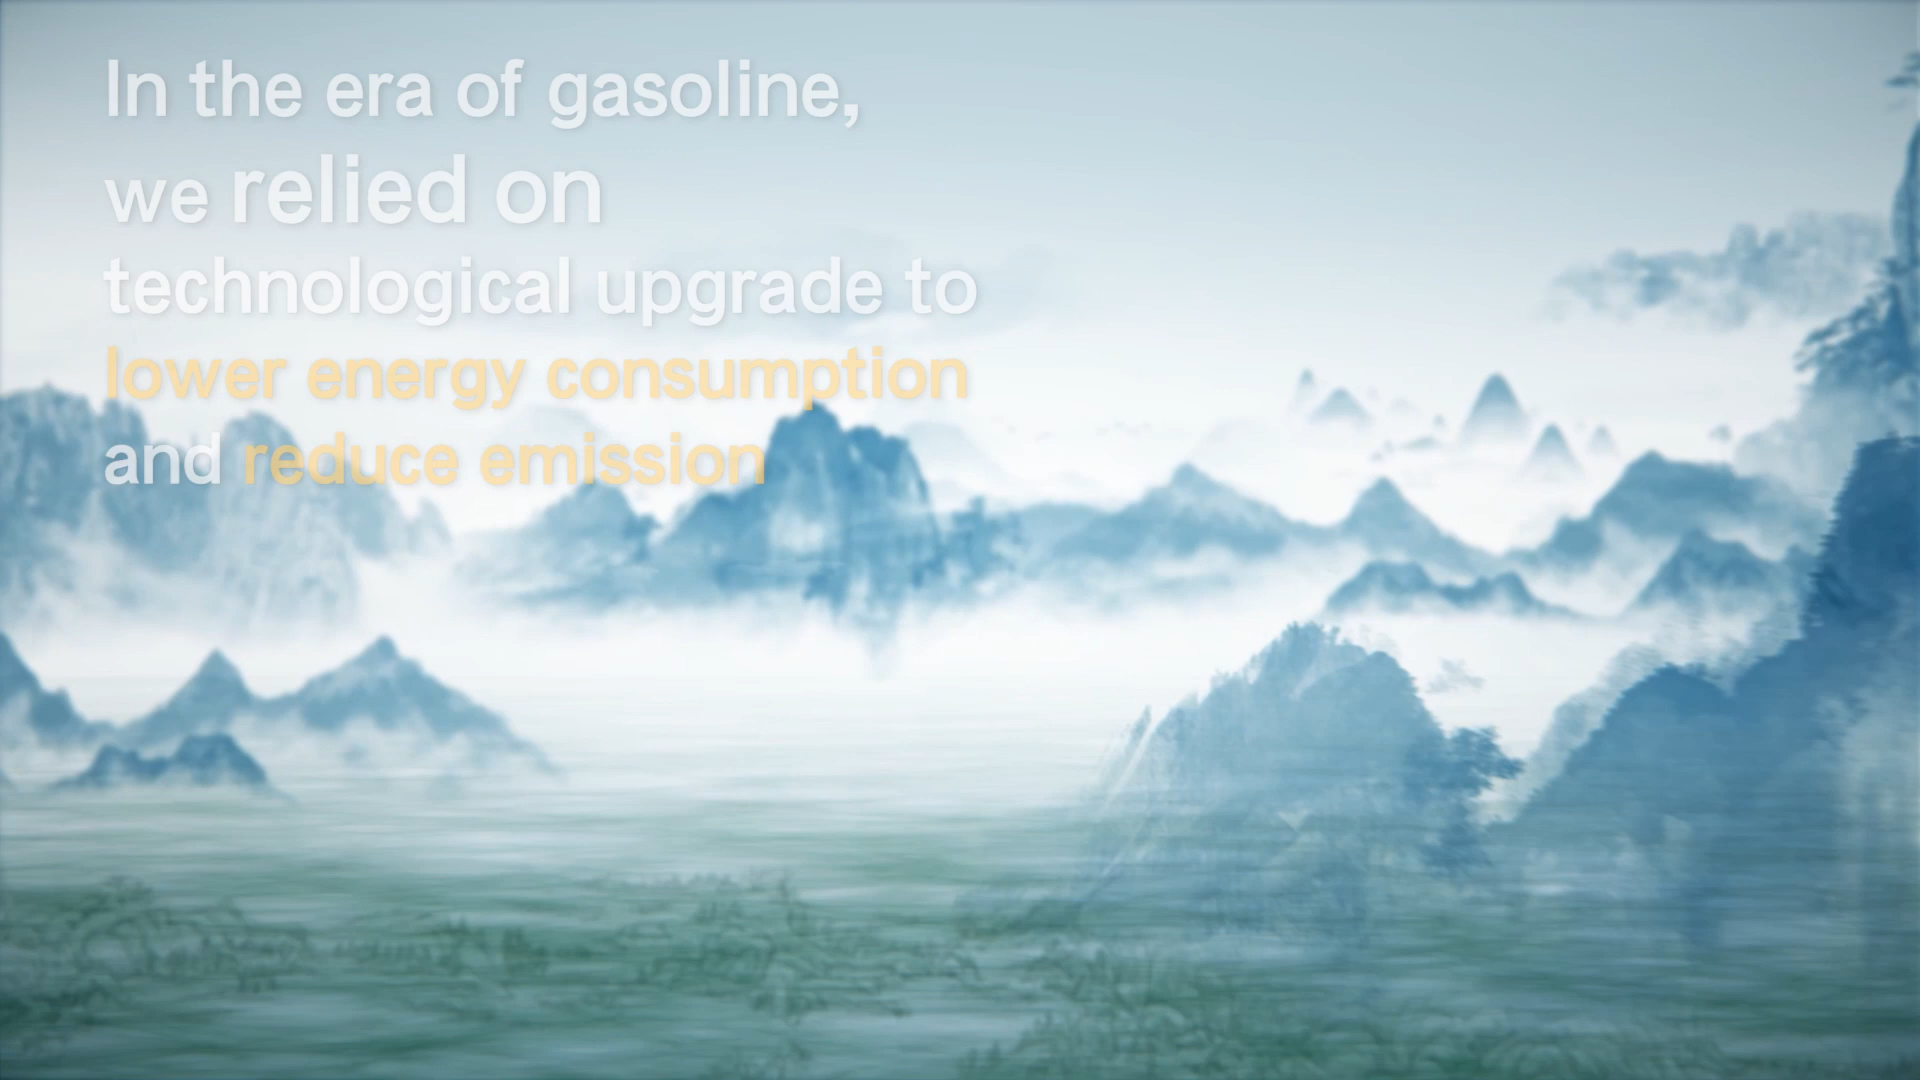 In the era of gasoline,
we relied on
technological upgrade to
lower energy consumption
and reduce emission